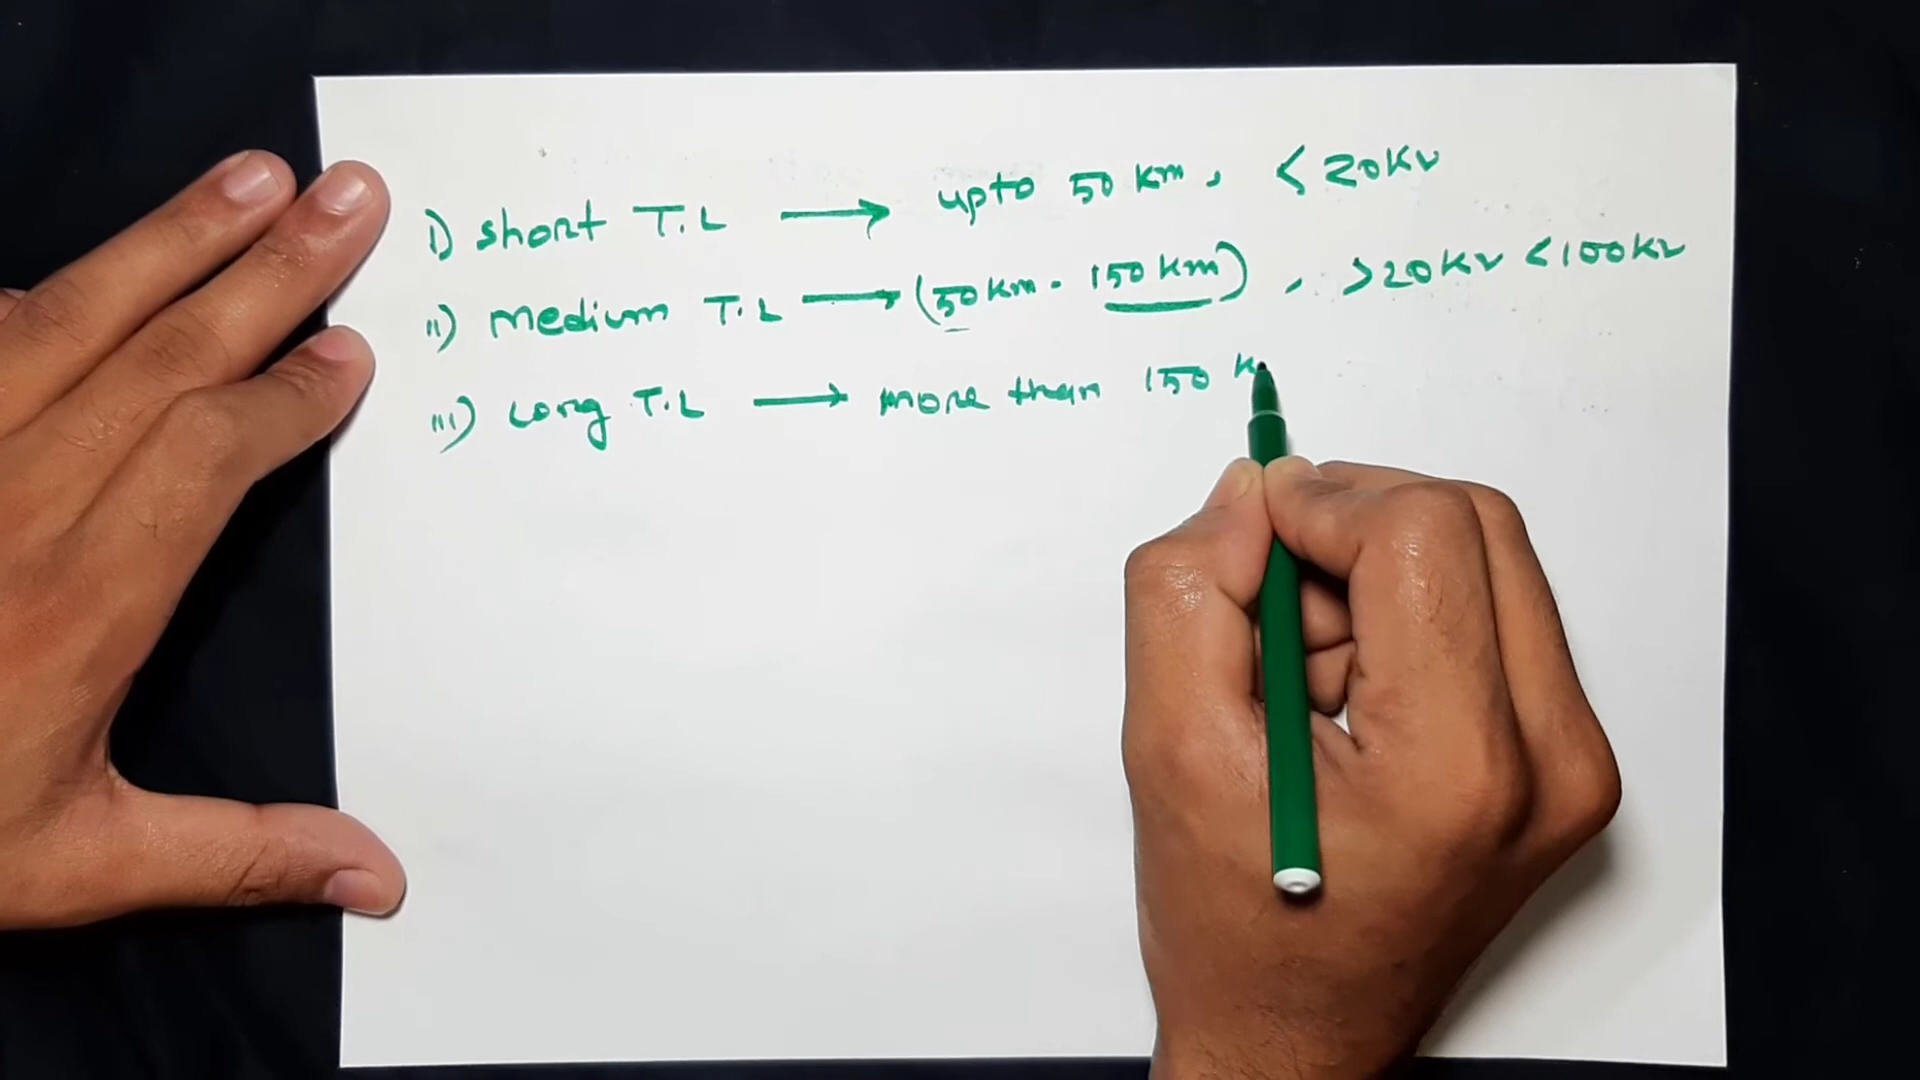 i) short T.L → upto 50 km, < 20kv
ii) medium T.L → (50 km - 150 km), >20kv <100kv
iii) Long T.L → more than 150 k